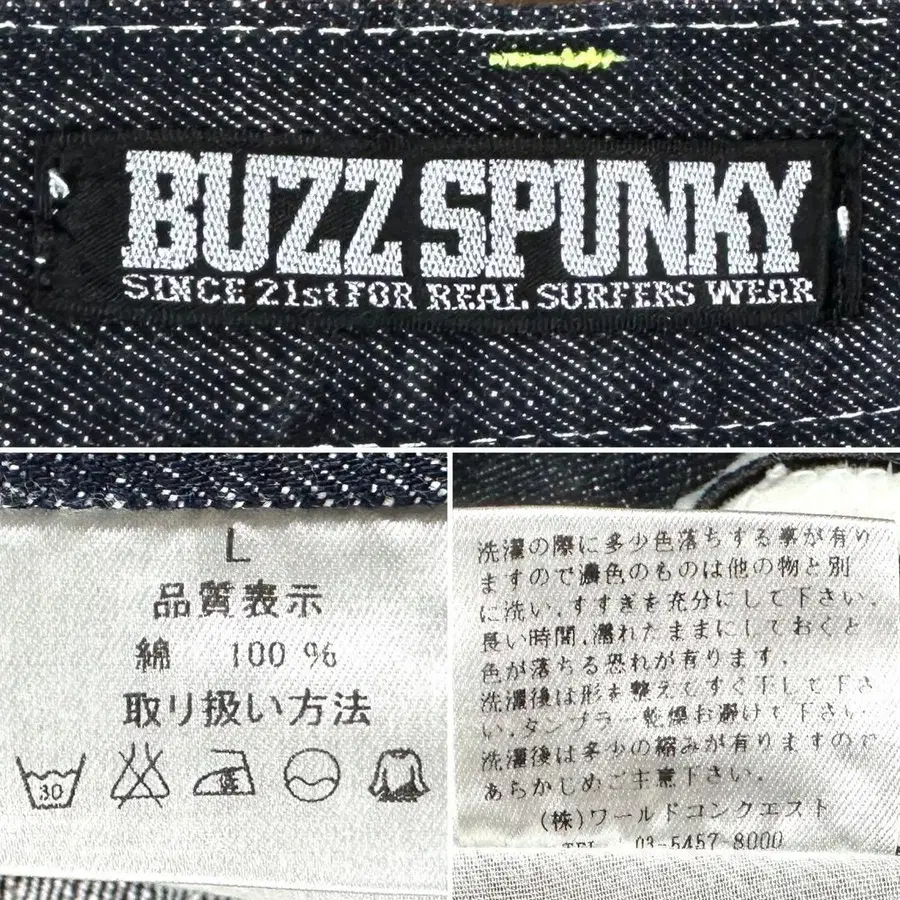 BUZZ SPUNKY
SINCE 21st FOR REAL SURFERS WEAR
L
品質表示
綿 100%
取り扱い方法
30
洗濯の際に多少色落ちする事が有り
ますので濃色のものは他の物と別
に洗い、すすぎを充分にして下さい。
長い時間、濡れたままにしておくと
色が落ちる恐れが有ります。
洗濯後は形を整えてすぐ干して下さ
い。タンブラー乾燥お避けて下さい。
洗濯後は多少の縮みが有りますので
あらかじめご注意下さい。
(株)ワールドコンクエスト
TEL 03-5457-8000